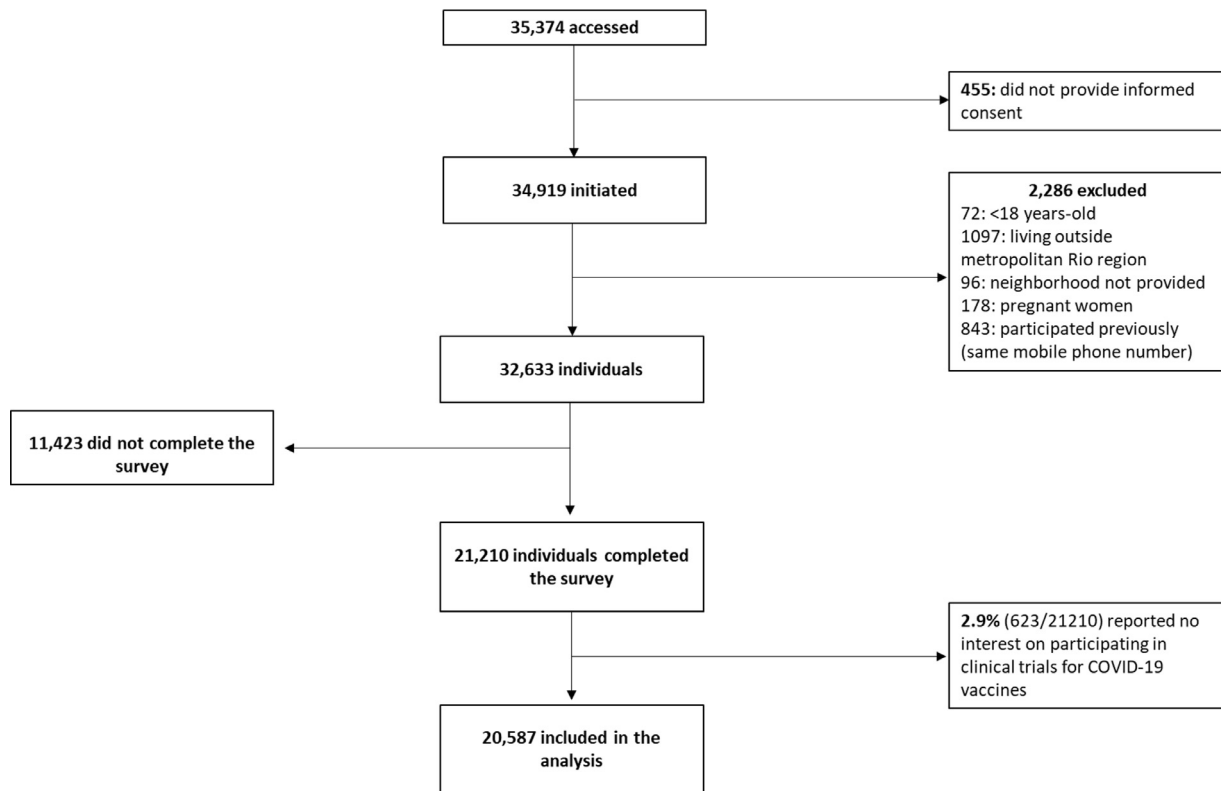 35,374 accessed
455: did not provide informed
consent
34,919 initiated
2,286 excluded
72: <18 years-old
1097: living outside
metropolitan Rio region
96: neighborhood not provided
178: pregnant women
843: participated previously
(same mobile phone number)
32,633 individuals
11,423 did not complete the
survey
21,210 individuals completed
the survey
2.9% (623/21210) reported no
interest on participating in
clinical trials for COVID-19
vaccines
20,587 included in the
analysis